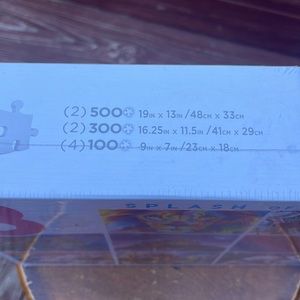 (2) 500 19IN X 13IN /48CM X 33CM
(2) 300 16.25IN X 11.5IN /41CM X 29CM
(4) 100 9IN X 7IN /23CM X 18CM
SPLASH OF